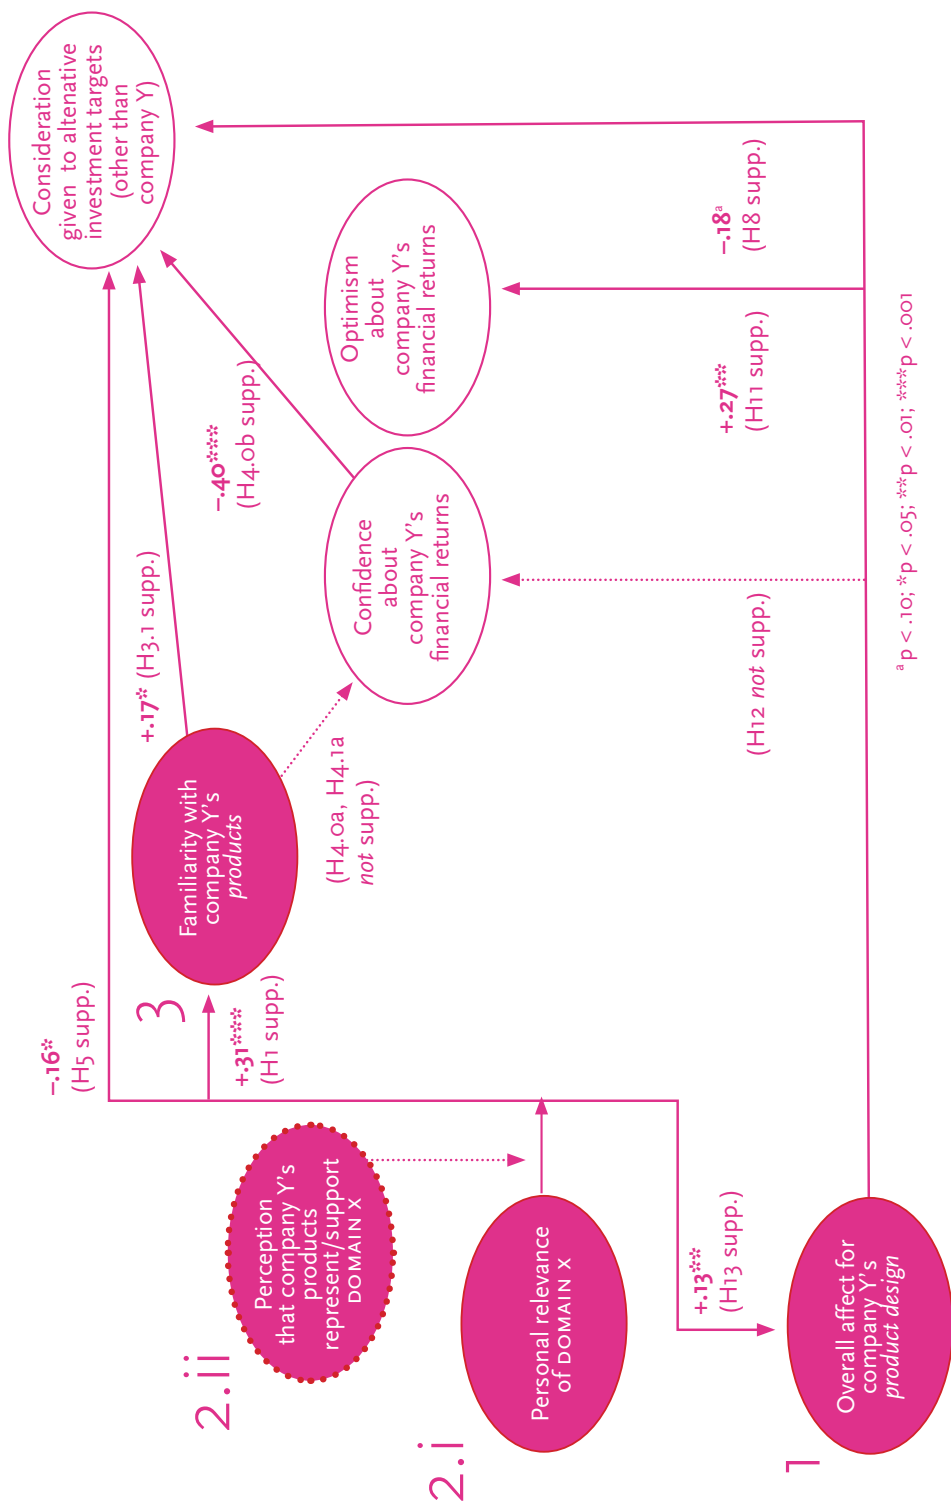 1
Overall affect for
company Y's
product design
2.i
Personal relevance
of DOMAIN X
2.ii
Perception
that company Y's
products
represent/support
DOMAIN X
+.13**
(H13 supp.)
–.16*
(H5 supp.)
+.31***
(H1 supp.)
3
Familiarity with
company Y's
products
+.17* (H3.1 supp.)
(H4.0a, H4.1a
not supp.)
–.40***
(H4.0b supp.)
Confidence
about
company Y's
financial returns
Optimism
about
company Y's
financial returns
Consideration
given to altenative
investment targets
(other than
company Y)
(H12 not supp.)
+.27**
(H11 supp.)
–.18a
(H8 supp.)
a p < .10; *p < .05; **p < .01; ***p < .001